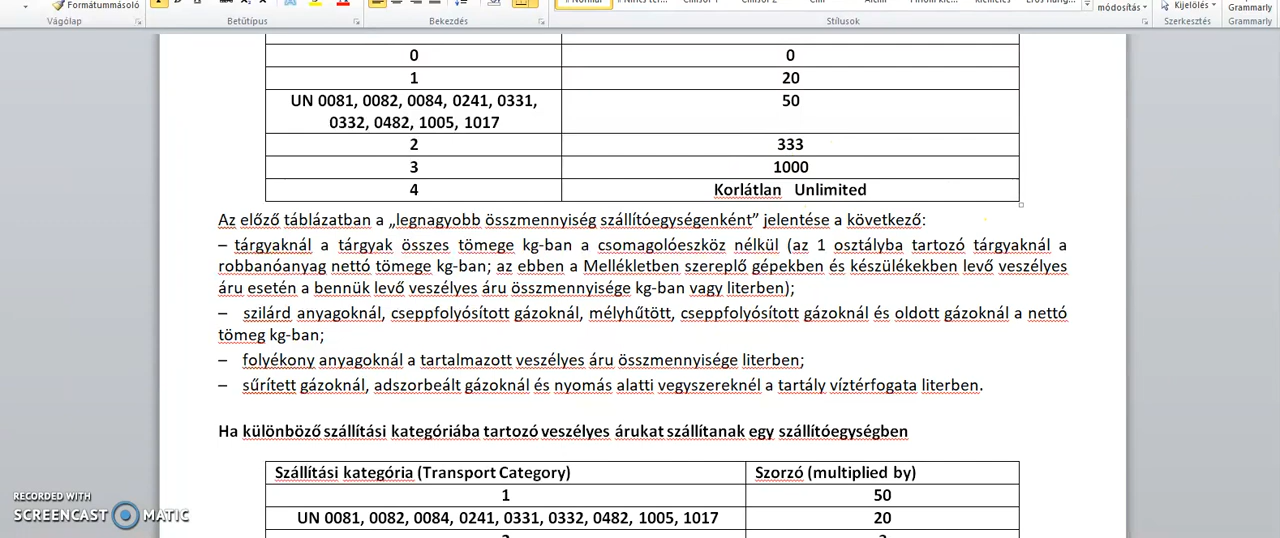 Formátummásoló
módosítás
Kijelölés
Grammarly
Vágólap
Betűtípus
Bekezdés
Stílusok
Szerkesztés
Grammarly
0 0
1 20
UN 0081, 0082, 0084, 0241, 0331, 50
0332, 0482, 1005, 1017
2 333
3 1000
4 Korlátlan Unlimited
Az előző táblázatban a „legnagyobb összmennyiség szállítóegységenként” jelentése a következő:
– tárgyaknál a tárgyak összes tömege kg-ban a csomagolóeszköz nélkül (az 1 osztályba tartozó tárgyaknál a
robbanóanyag nettó tömege kg-ban; az ebben a Mellékletben szereplő gépekben és készülékekben levő veszélyes
áru esetén a bennük levő veszélyes áru összmennyisége kg-ban vagy literben);
– szilárd anyagoknál, cseppfolyósított gázoknál, mélyhűtött, cseppfolyósított gázoknál és oldott gázoknál a nettó
tömeg kg-ban;
– folyékony anyagoknál a tartalmazott veszélyes áru összmennyisége literben;
– sűrített gázoknál, adszorbeált gázoknál és nyomás alatti vegyszereknél a tartály víztérfogata literben.
Ha különböző szállítási kategóriába tartozó veszélyes árukat szállítanak egy szállítóegységben
Szállítási kategória (Transport Category) Szorzó (multiplied by)
1 50
UN 0081, 0082, 0084, 0241, 0331, 0332, 0482, 1005, 1017 20
RECORDED WITH
SCREENCAST MATIC